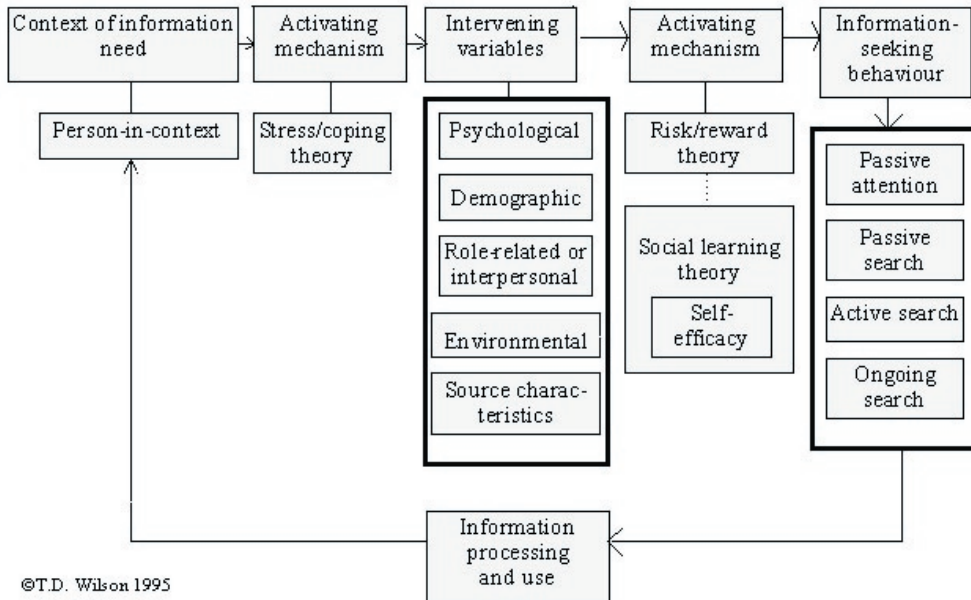 Context of information
need
Activating
mechanism
Intervening
variables
Activating
mechanism
Information-
seeking
behaviour
Person-in-context
Stress/coping
theory
Psychological
Demographic
Role-related or
interpersonal
Environmental
Source charac-
teristics
Risk/reward
theory
Social learning
theory
Self-
efficacy
Passive
attention
Passive
search
Active search
Ongoing
search
Information
processing
and use
©T.D. Wilson 1995